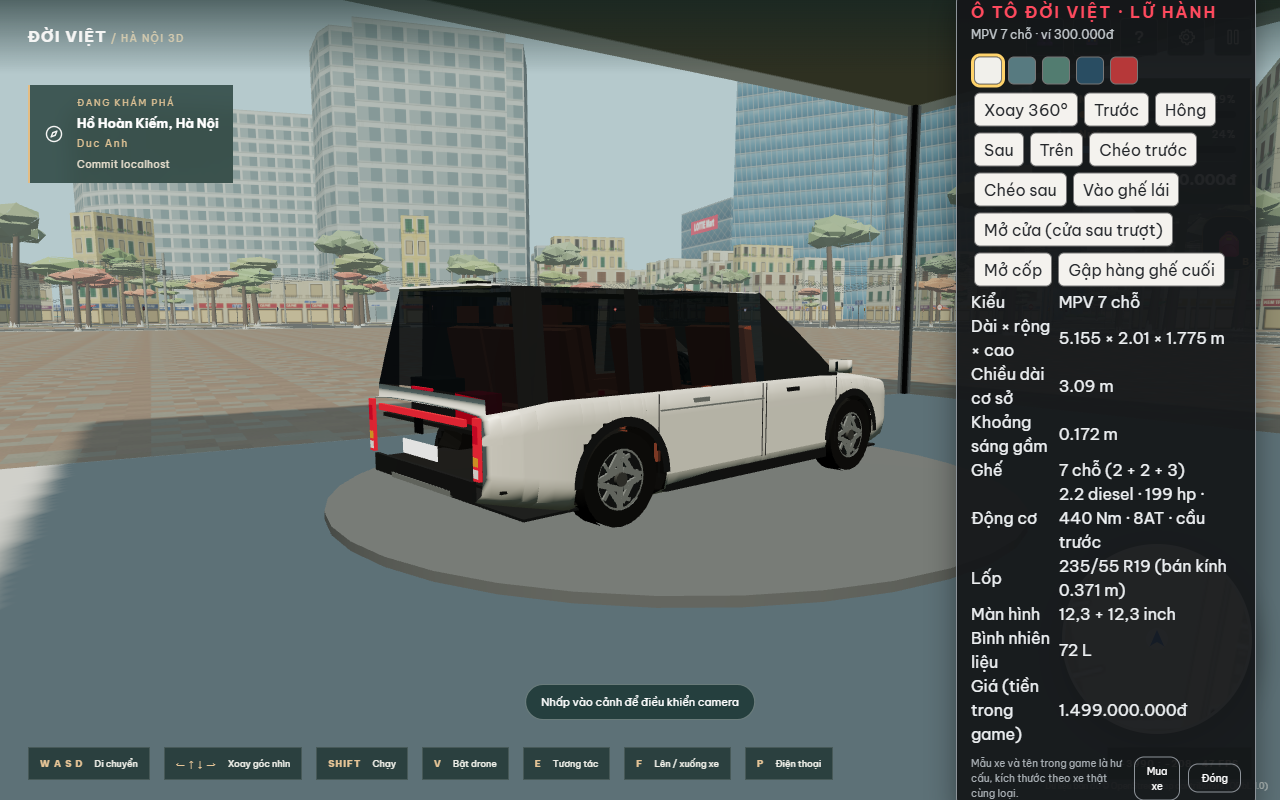 ĐỜI VIỆT / HÀ NỘI 3D
ĐANG KHÁM PHÁ
Hồ Hoàn Kiếm, Hà Nội
Duc Anh
Commit localhost
Ô TÔ ĐỜI VIỆT · LỮ HÀNH
MPV 7 chỗ · ví 300.000đ
Xoay 360°
Trước
Hông
Sau
Trên
Chéo trước
Chéo sau
Vào ghế lái
Mở cửa (cửa sau trượt)
Mở cốp
Gập hàng ghế cuối
Kiểu
MPV 7 chỗ
Dài × rộng
× cao
5.155 × 2.01 × 1.775 m
Chiều dài
cơ sở
3.09 m
Khoảng
sáng gầm
0.172 m
Ghế
7 chỗ (2 + 2 + 3)
Động cơ
2.2 diesel · 199 hp ·
440 Nm · 8AT · cầu
trước
Lốp
235/55 R19 (bán kính
0.371 m)
Màn hình
12,3 + 12,3 inch
Bình nhiên
liệu
72 L
Giá (tiền
trong
game)
1.499.000.000đ
Mẫu xe và tên trong game là hư
cấu, kích thước theo xe thật
cùng loại.
Mua
xe
Đóng
Nhấp vào cảnh để điều khiển camera
W A S D Di chuyển
←↑↓→ Xoay góc nhìn
SHIFT Chạy
V Bật drone
E Tương tác
F Lên / xuống xe
P Điện thoại